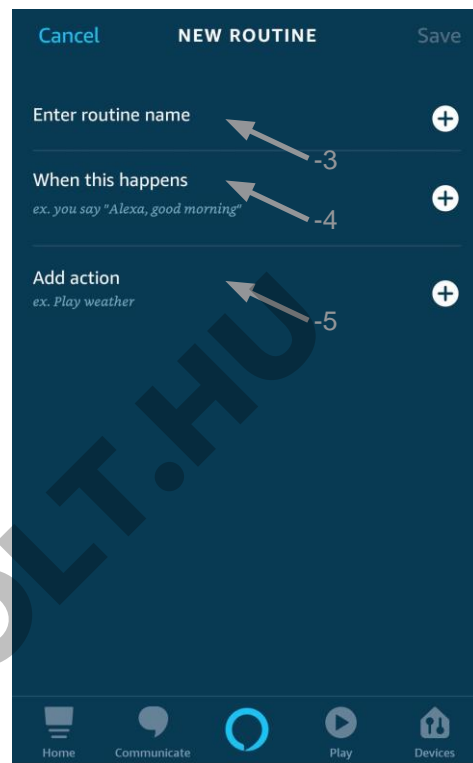 Cancel NEW ROUTINE Save
Enter routine name
-3
When this happens
ex. you say "Alexa, good morning"
-4
Add action
ex. Play weather
-5
OLT.HU
Home Communicate Play Devices